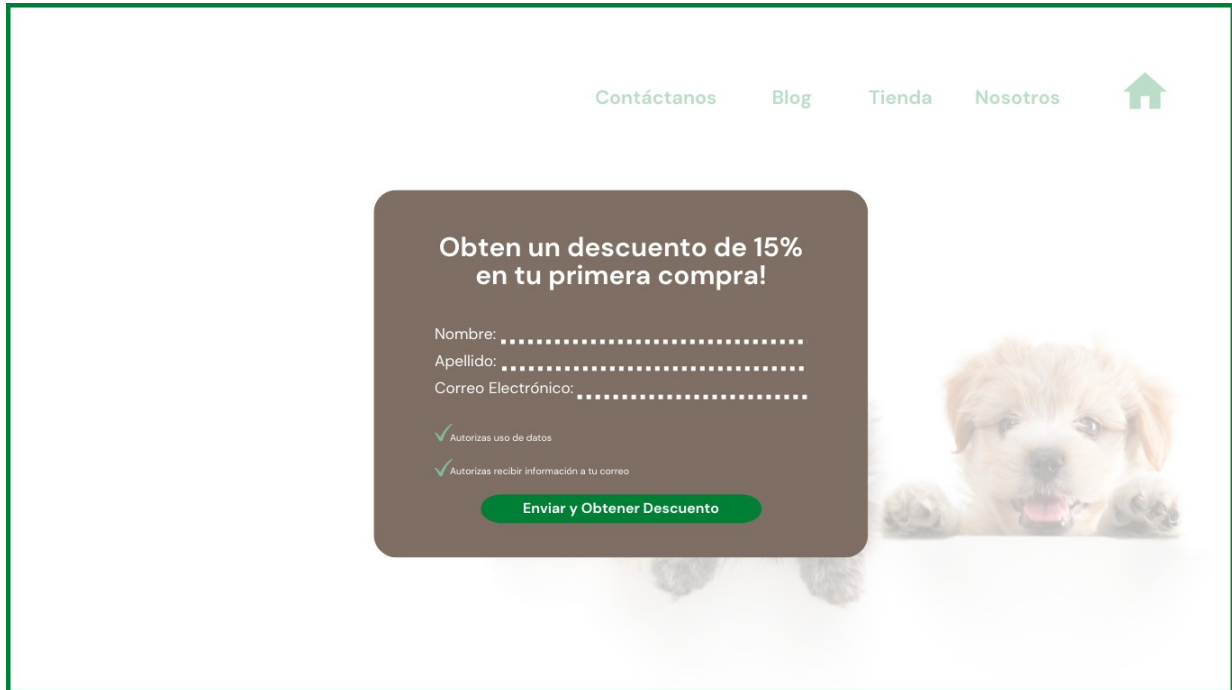 Contáctanos Blog Tienda Nosotros
Obten un descuento de 15%
en tu primera compra!
Nombre:
Apellido:
Correo Electrónico:
Autorizas uso de datos
Autorizas recibir información a tu correo
Enviar y Obtener Descuento